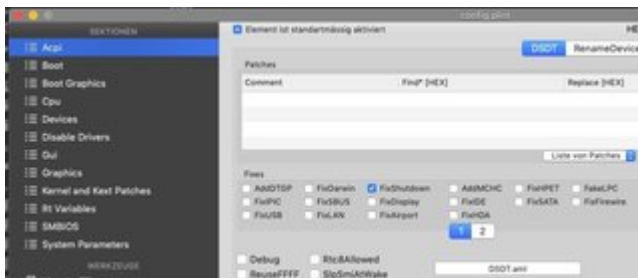 config.plist
SEKTIONEN
Element ist standartmässig aktiviert
HE
Acpi
DSDT RenameDevice
Boot
Patches
Boot Graphics
Comment Find* [HEX] Replace [HEX]
Cpu
Devices
Disable Drivers
Gui
Liste von Patches
Graphics
Fixes
Kernel and Kext Patches
AddDTGP FixDarwin FixShutdown AddMCHC FixHPET FakeLPC
Rt Variables
FixIPIC FixSBUS FixDisplay FixIDE FixSATA FixFirewire
SMBIOS
FixUSB FixLAN FixAirport FixHDA
System Parameters
1 2
WERKZEUGE
Debug Rtc8Allowed
DSDT.aml
ReuseFFFF SlpSmiAtWake